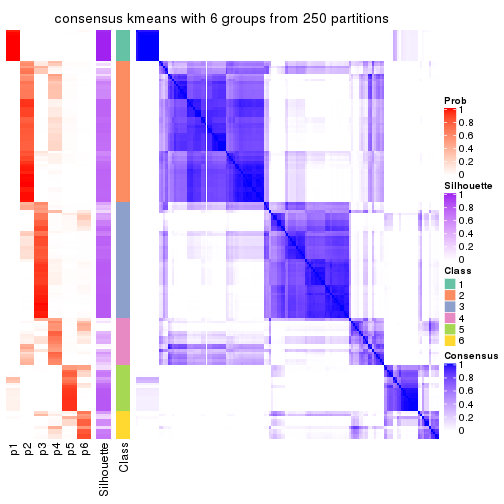 consensus kmeans with 6 groups from 250 partitions
Prob
1
0.8
0.6
0.4
0.2
0
Silhouette
1
0.8
0.6
0.4
0.2
0
Class
1
2
3
4
5
6
Consensus
1
0.8
0.6
0.4
0.2
0
p1
p2
p3
p4
p5
p6
Silhouette
Class